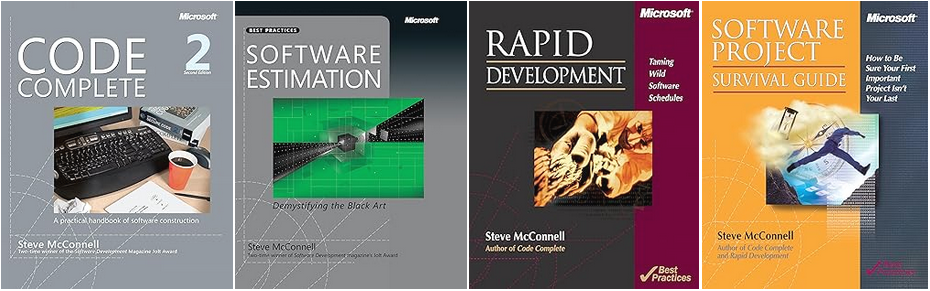 Microsoft
CODE
COMPLETE
2
Second Edition
A practical handbook of software construction
Steve McConnell
Two-time winner of the Software Development Magazine Jolt Award
Microsoft
BEST PRACTICES
SOFTWARE
ESTIMATION
Demystifying the Black Art
Steve McConnell
Two-time winner of Software Development magazine's Jolt Award
Microsoft
RAPID
DEVELOPMENT
Taming
Wild
Software
Schedules
Steve McConnell
Author of Code Complete
Best
Practices
Microsoft
SOFTWARE
PROJECT
SURVIVAL GUIDE
How to Be
Sure Your First
Important
Project Isn't
Your Last
Steve McConnell
Author of Code Complete
and Rapid Development
Best
Practices